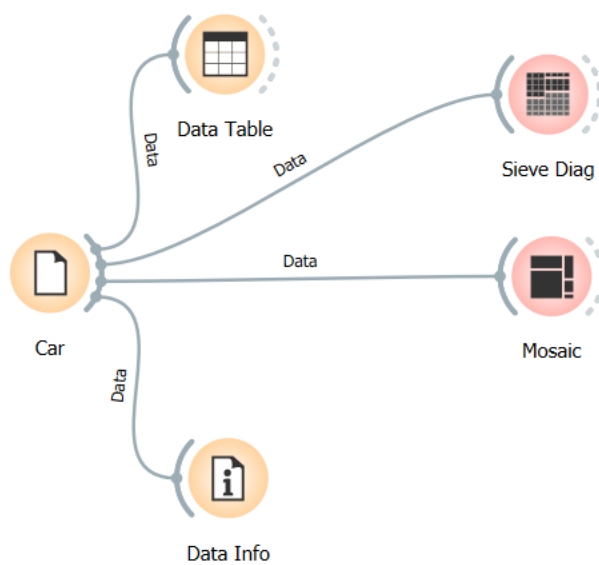 Data Table
Data
Data
Sieve Diag
Data
Car
Mosaic
Data
Data Info